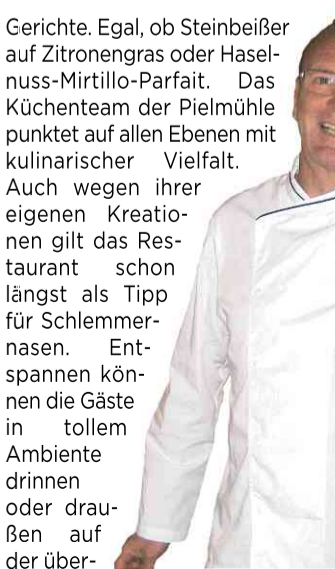 Gerichte. Egal, ob Steinbeißer
auf Zitronengras oder Hasel-
nuss-Mirtillo-Parfait. Das
Küchenteam der Pielmühle
punktet auf allen Ebenen mit
kulinarischer Vielfalt.
Auch wegen ihrer
eigenen Kreatio-
nen gilt das Res-
taurant schon
längst als Tipp
für Schlemmer-
nasen. Ent-
spannen kön-
nen die Gäste
in tollem
Ambiente
drinnen
oder drau-
ßen auf
der über-